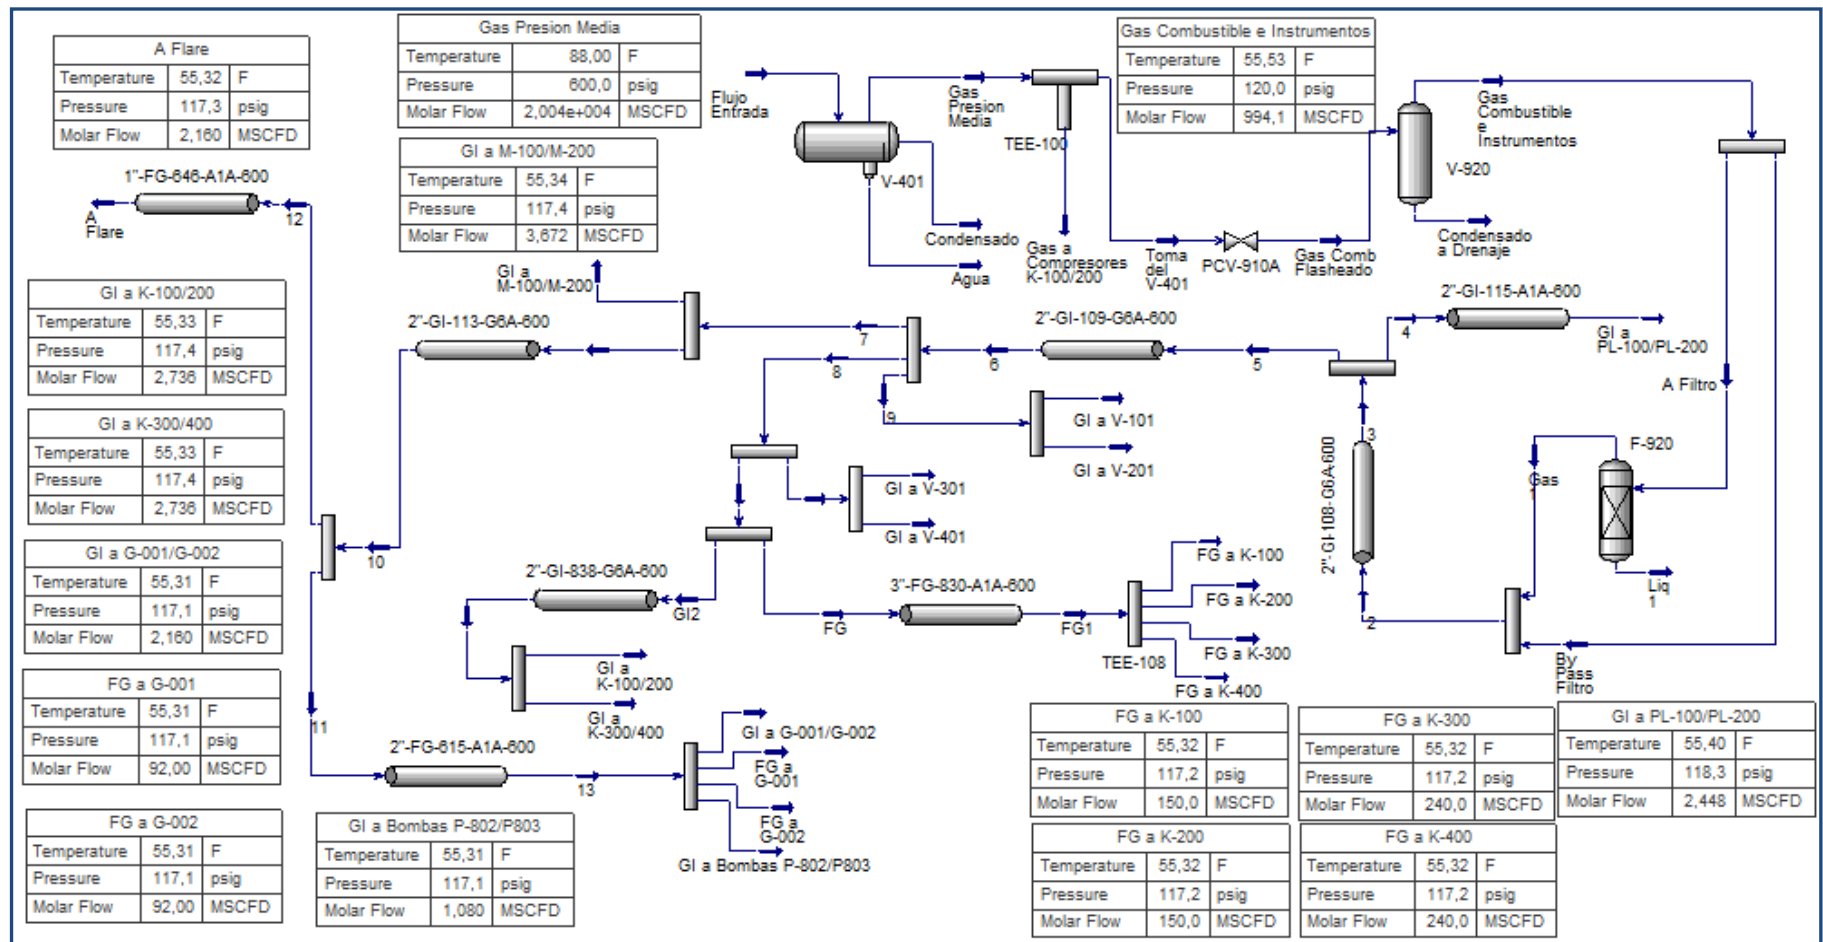 A Flare
Temperature 55,32 F
Pressure 117,3 psig
Molar Flow 2,160 MSCFD
Gas Presion Media
Temperature 88,00 F
Pressure 600,0 psig
Molar Flow 2,004e+004 MSCFD
Gas Combustible e Instrumentos
Temperature 55,53 F
Pressure 120,0 psig
Molar Flow 994,1 MSCFD
GI a M-100/M-200
Temperature 55,34 F
Pressure 117,4 psig
Molar Flow 3,672 MSCFD
Flujo
Entrada
V-401
Gas
Presion
Media
TEE-100
Condensado
Agua
Gas a
Compresores
K-100/200
Toma
del
V-401
PCV-910A
Gas Comb
Flasheado
V-920
Gas
Combustible
e
Instrumentos
Condensado
a Drenaje
1"-FG-646-A1A-600
A
Flare
12
GI a
M-100/M-200
GI a K-100/200
Temperature 55,33 F
Pressure 117,4 psig
Molar Flow 2,736 MSCFD
2"-GI-113-G6A-600
7
8
9
2"-GI-109-G6A-600
6
5
4
2"-GI-115-A1A-600
GI a
PL-100/PL-200
A Filtro
GI a K-300/400
Temperature 55,33 F
Pressure 117,4 psig
Molar Flow 2,736 MSCFD
GI a V-101
GI a V-201
GI a V-301
GI a V-401
3
2"-GI-108-G6A-600
2
F-920
Gas
1
Liq
1
By
Pass
Filtro
10
GI a G-001/G-002
Temperature 55,31 F
Pressure 117,1 psig
Molar Flow 2,160 MSCFD
2"-GI-838-G6A-600
GI2
FG
3"-FG-830-A1A-600
FG1
TEE-108
FG a K-100
FG a K-200
FG a K-300
FG a K-400
GI a
K-100/200
GI a
K-300/400
FG a G-001
Temperature 55,31 F
Pressure 117,1 psig
Molar Flow 92,00 MSCFD
11
2"-FG-615-A1A-600
13
GI a G-001/G-002
FG a
G-001
FG a
G-002
GI a Bombas P-802/P803
FG a K-100
Temperature 55,32 F
Pressure 117,2 psig
Molar Flow 150,0 MSCFD
FG a K-300
Temperature 55,32 F
Pressure 117,2 psig
Molar Flow 240,0 MSCFD
GI a PL-100/PL-200
Temperature 55,40 F
Pressure 118,3 psig
Molar Flow 2,448 MSCFD
FG a G-002
Temperature 55,31 F
Pressure 117,1 psig
Molar Flow 92,00 MSCFD
GI a Bombas P-802/P803
Temperature 55,31 F
Pressure 117,1 psig
Molar Flow 1,080 MSCFD
FG a K-200
Temperature 55,32 F
Pressure 117,2 psig
Molar Flow 150,0 MSCFD
FG a K-400
Temperature 55,32 F
Pressure 117,2 psig
Molar Flow 240,0 MSCFD